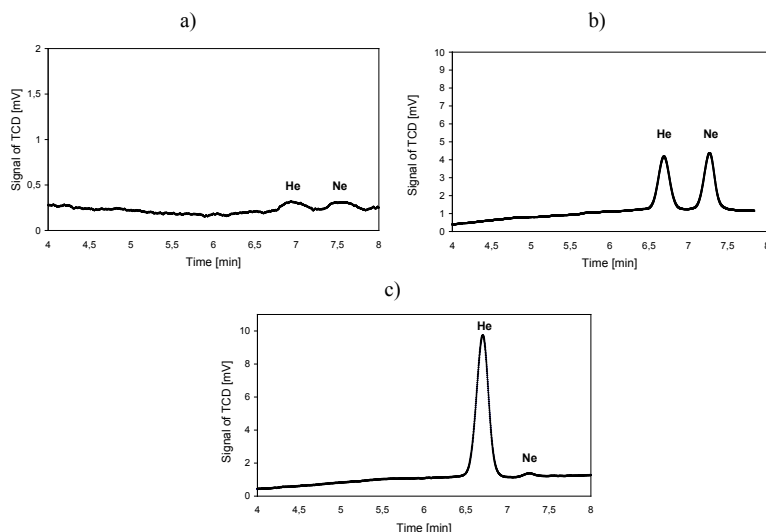 a)
Signal of TCD [mV]
2
1,5
1
0,5
0
He Ne
4 4,5 5 5,5 6 6,5 7 7,5 8
Time [min]
b)
Signal of TCD [mV]
10
9
8
7
6
5
4
3
2
1
0
He Ne
4 4,5 5 5,5 6 6,5 7 7,5 8
Time [min]
c)
Signal of TCD [mV]
10
8
6
4
2
0
He
Ne
4 4,5 5 5,5 6 6,5 7 7,5 8
Time [min]